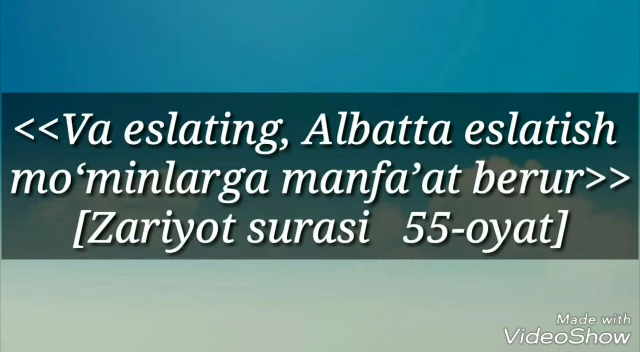 <<Va eslating, Albatta eslatish
mo‘minlarga manfa’at berur>>
[Zariyot surasi 55-oyat]
Made with
VideoShow